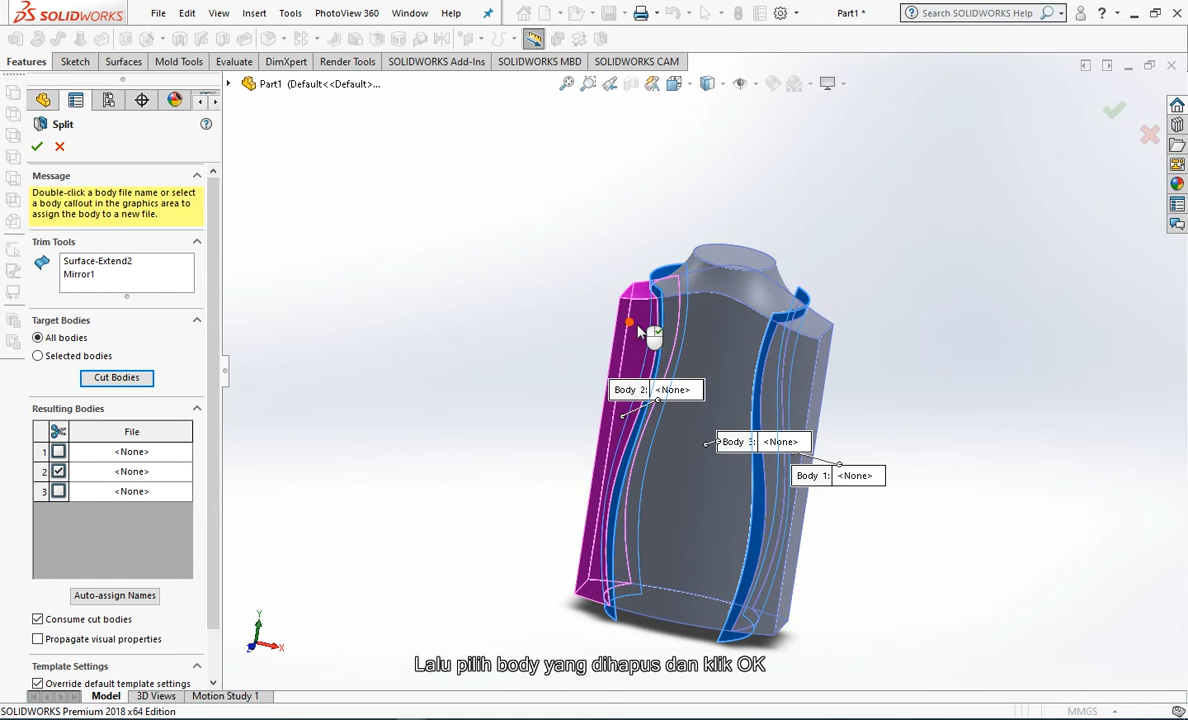 SOLIDWORKS
File Edit View Insert Tools PhotoView 360 Window Help
Part1 *
Search SOLIDWORKS Help
Features Sketch Surfaces Mold Tools Evaluate DimXpert Render Tools SOLIDWORKS Add-Ins SOLIDWORKS MBD SOLIDWORKS CAM
Part1 (Default<<Default>...
Split
Message
Double-click a body file name or select
a body callout in the graphics area to
assign the body to a new file.
Trim Tools
Surface-Extend2
Mirror1
Target Bodies
All bodies
Selected bodies
Cut Bodies
Resulting Bodies
File
1 <None>
2 <None>
3 <None>
Auto-assign Names
Consume cut bodies
Propagate visual properties
Template Settings
Override default template settings
Body 2: <None>
Body 3: <None>
Body 1: <None>
Y
X
Z
Lalu pilih body yang dihapus dan klik OK
Model 3D Views Motion Study 1
SOLIDWORKS Premium 2018 x64 Edition
MMGS